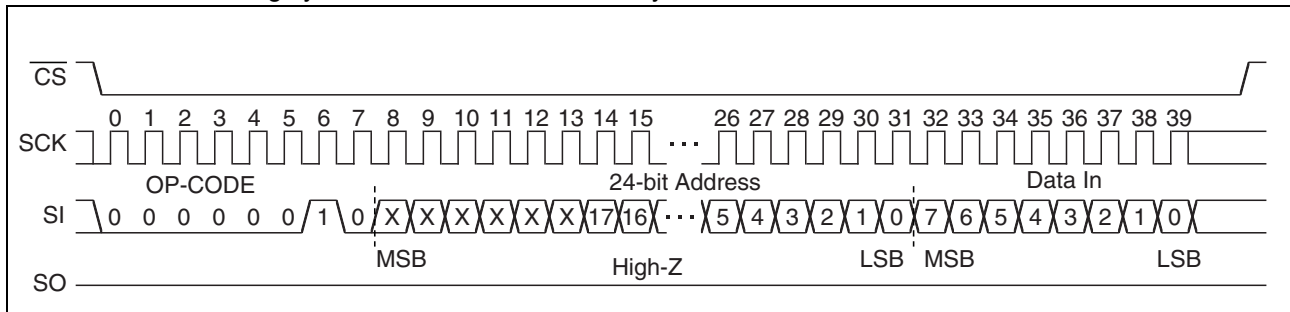 CS
0 1 2 3 4 5 6 7 8 9 10 11 12 13 14 15 26 27 28 29 30 31 32 33 34 35 36 37 38 39
SCK ···
OP-CODE 24-bit Address Data In
SI 0 0 0 0 0 0 1 0 X X X X X X 17 16 ··· 5 4 3 2 1 0 7 6 5 4 3 2 1 0
MSB High-Z LSB MSB LSB
SO